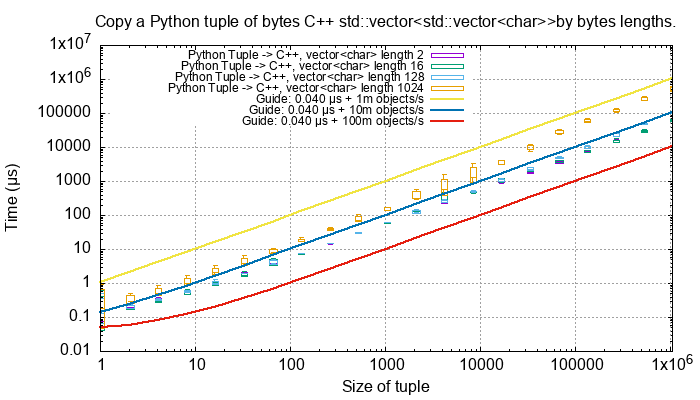 Copy a Python tuple of bytes C++ std::vector<std::vector<char>>by bytes lengths.
1x10^7
1x10^6
100000
10000
1000
100
10
1
0.1
0.01
Time (μs)
Python Tuple -> C++, vector<char> length 2
Python Tuple -> C++, vector<char> length 16
Python Tuple -> C++, vector<char> length 128
Python Tuple -> C++, vector<char> length 1024
Guide: 0.040 μs + 1m objects/s
Guide: 0.040 μs + 10m objects/s
Guide: 0.040 μs + 100m objects/s
1 10 100 1000 10000 100000 1x10^6
Size of tuple